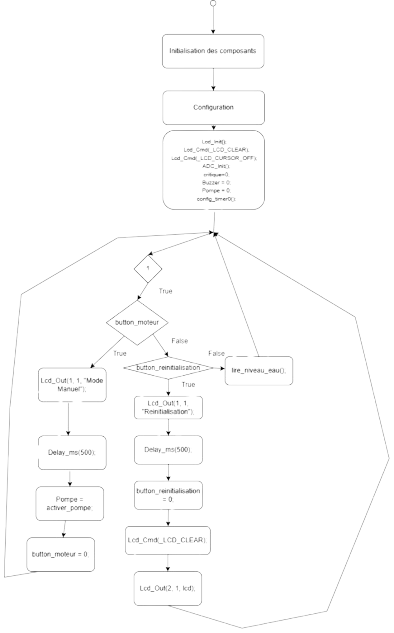 Initialisation des composants
Configuration
Lcd_Init();
Lcd_Cmd(_LCD_CLEAR);
Lcd_Cmd(_LCD_CURSOR_OFF);
ADC_Init();
critique=0;
Buzzer = 0;
Pompe = 0;
config_timer0();
1
True
button_moteur
False
True
button_reinitialisation
False
True
lire_niveau_eau();
Lcd_Out(1, 1, "Mode
Manuel");
Lcd_Out(1, 1,
"Reinitialisation");
Delay_ms(500);
Delay_ms(500);
Pompe =
activer_pompe;
button_reinitialisation
= 0;
button_moteur = 0
Lcd_Cmd(_LCD_CLEAR);
Lcd_Out(2, 1, lcd);